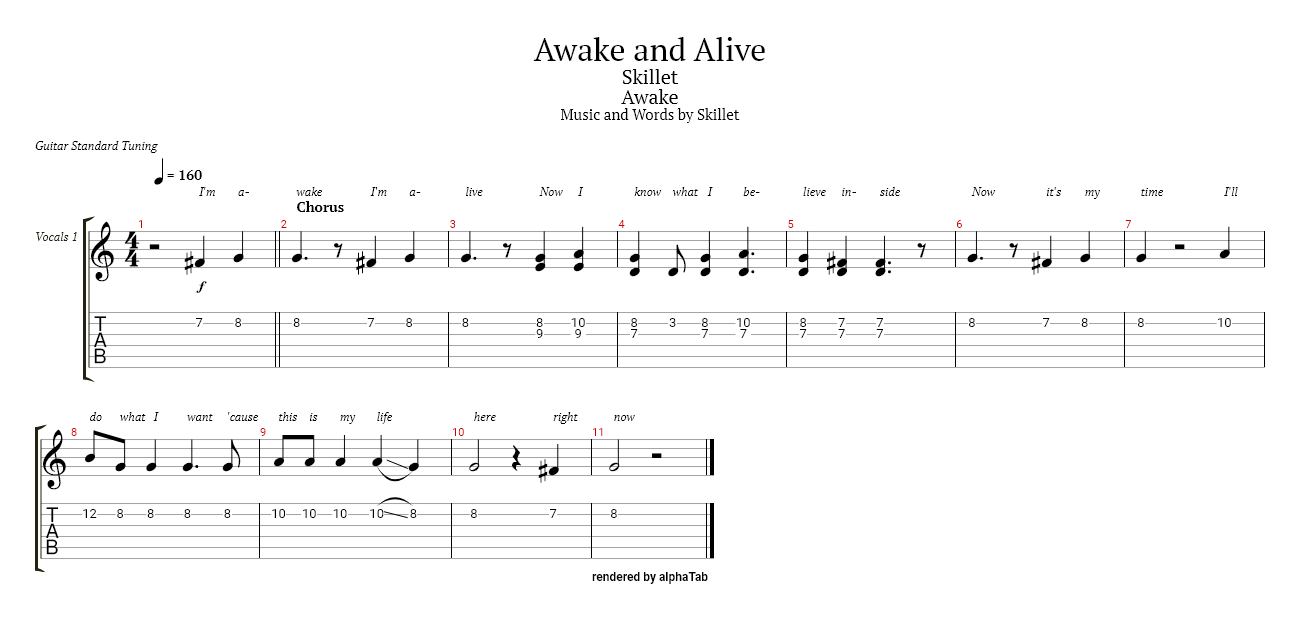 Awake and Alive
Skillet
Awake
Music and Words by Skillet
Guitar Standard Tuning
= 160
I'm a- wake I'm a- live Now I know what I be- lieve in- side Now it's my time I'll
Chorus
Vocals 1
1 2 3 4 5 6 7
4
4
f
T 7 8 8 7 8 8 8 10 8 3 8 10 8 7 7 8 7 8 8 10
A 9 9 7 7 7 7 7 7
B
do what I want 'cause this is my life here right now
8 9 10 11
T 12 8 8 8 8 10 10 10 10 8 8 7 8
A
B
rendered by alphaTab